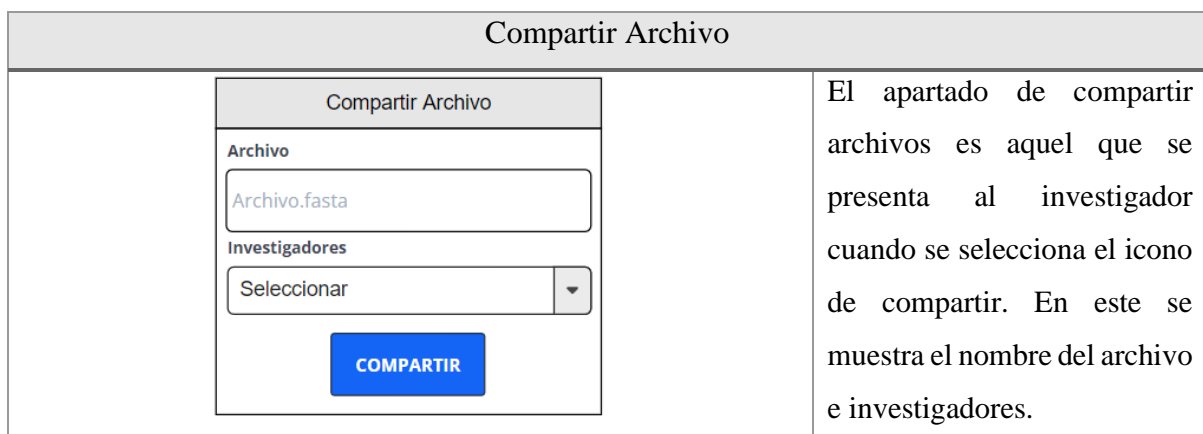 Compartir Archivo
Compartir Archivo
Archivo
Archivo.fasta
Investigadores
Seleccionar
COMPARTIR
El apartado de compartir
archivos es aquel que se
presenta al investigador
cuando se selecciona el icono
de compartir. En este se
muestra el nombre del archivo
e investigadores.